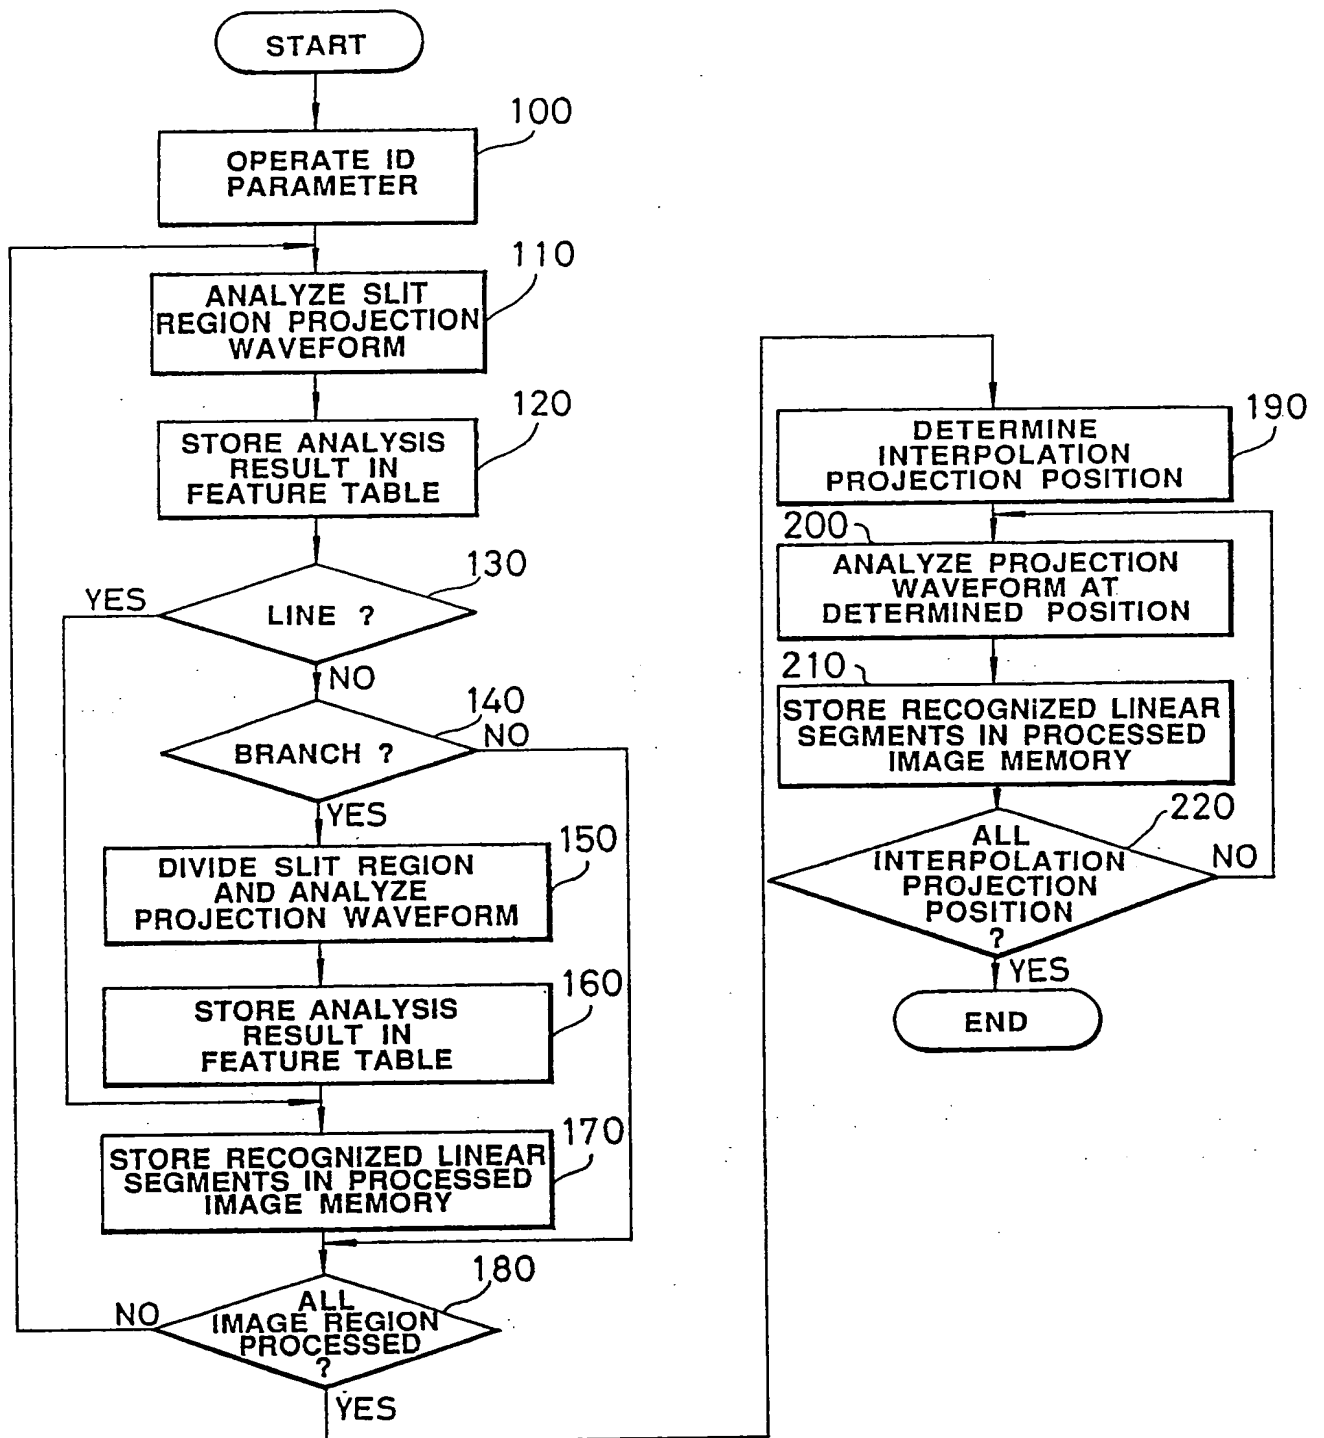 START
100
OPERATE ID
PARAMETER
110
ANALYZE SLIT
REGION PROJECTION
WAVEFORM
120
STORE ANALYSIS
RESULT IN
FEATURE TABLE
130
YES
LINE ?
NO
140
BRANCH ?
NO
YES
150
DIVIDE SLIT REGION
AND ANALYZE
PROJECTION WAVEFORM
160
STORE ANALYSIS
RESULT IN
FEATURE TABLE
170
STORE RECOGNIZED LINEAR
SEGMENTS IN PROCESSED
IMAGE MEMORY
180
NO
ALL
IMAGE REGION
PROCESSED
?
YES
190
DETERMINE
INTERPOLATION
PROJECTION POSITION
200
ANALYZE PROJECTION
WAVEFORM AT
DETERMINED POSITION
210
STORE RECOGNIZED LINEAR
SEGMENTS IN PROCESSED
IMAGE MEMORY
220
ALL
INTERPOLATION
PROJECTION
POSITION
?
NO
YES
END